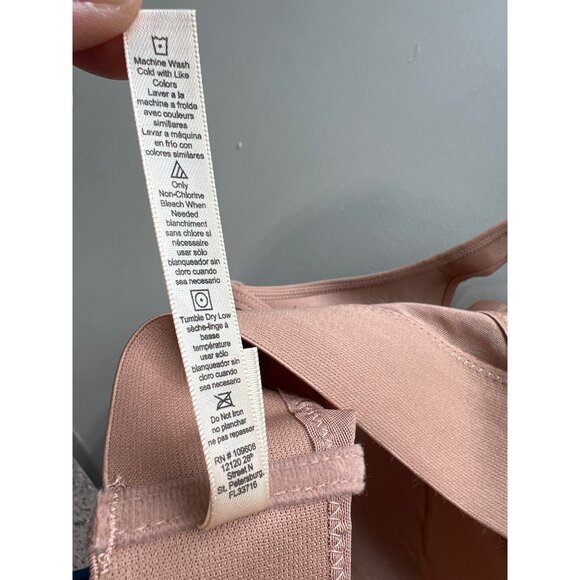 Machine Wash
Cold with Like
Colors
Laver a la
machine a froide
avec couleurs
similaires
Lavar a máquina
en frio con
colores similares
Only
Non-Chlorine
Bleach When
Needed
blanchiment
sans chlore si
nécessaire
usar sólo
blanqueador sin
cloro cuando
sea necesario
Tumble Dry Low
sèche-linge à
basse
température
usar sólo
blanqueador sin
cloro cuando
sea necesario
Do Not Iron
no planchar
ne pas repasser
RN # 109608
12120 28th
Street N
St. Petersburg,
FL33716